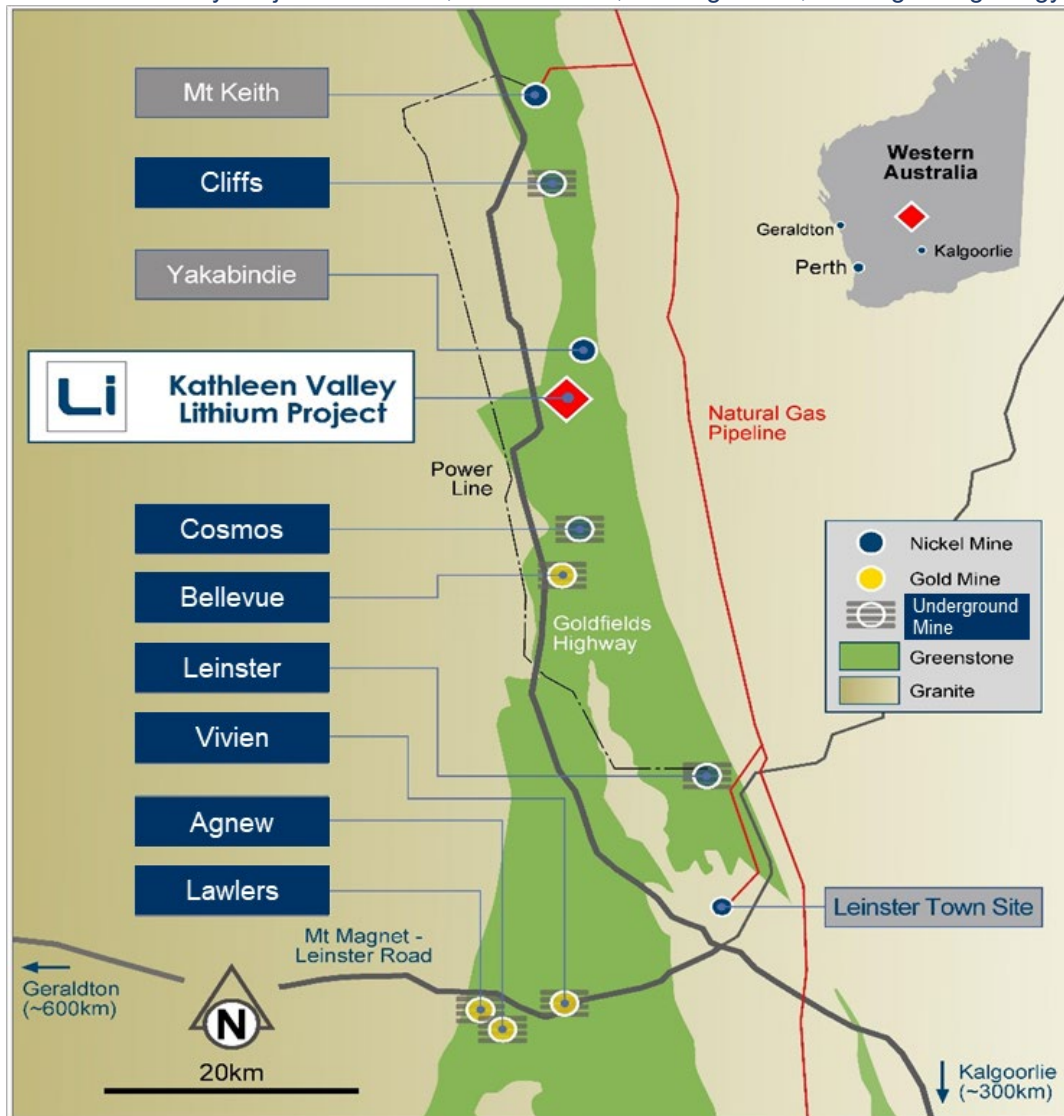 Mt Keith
Cliffs
Yakabindie
Li
Kathleen Valley
Lithium Project
Cosmos
Bellevue
Leinster
Vivien
Agnew
Lawlers
Power
Line
Natural Gas
Pipeline
Goldfields
Highway
Mt Magnet -
Leinster Road
Geraldton
(~600km)
N
20km
Western
Australia
Geraldton
Kalgoorlie
Perth
Nickel Mine
Gold Mine
Underground
Mine
Greenstone
Granite
Leinster Town Site
Kalgoorlie
(~300km)